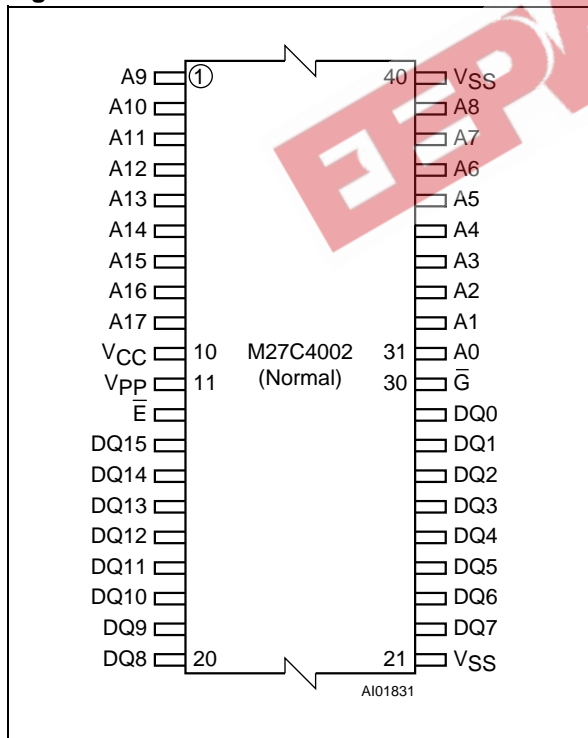 A9 1 40 VSS
A10 A8
A11 A7
A12 A6
A13 A5
A14 A4
A15 A3
A16 A2
A17 A1
VCC 10 M27C4002 31 A0
VPP 11 (Normal) 30 G̅
E̅ DQ0
DQ15 DQ1
DQ14 DQ2
DQ13 DQ3
DQ12 DQ4
DQ11 DQ5
DQ10 DQ6
DQ9 DQ7
DQ8 20 21 VSS
AI01831